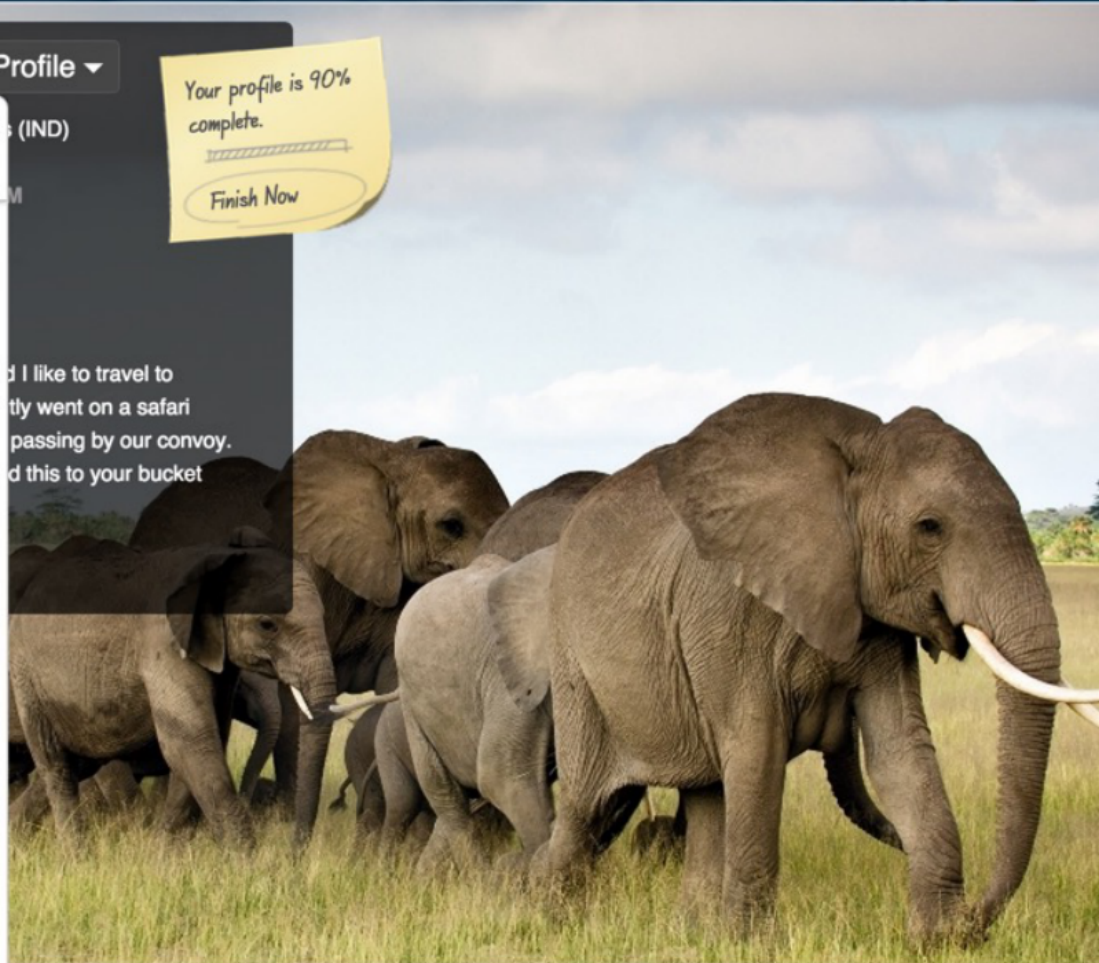 Profile
(IND)
M
Your profile is 90%
complete.
Finish Now
I like to travel to
tly went on a safari
passing by our convoy.
d this to your bucket